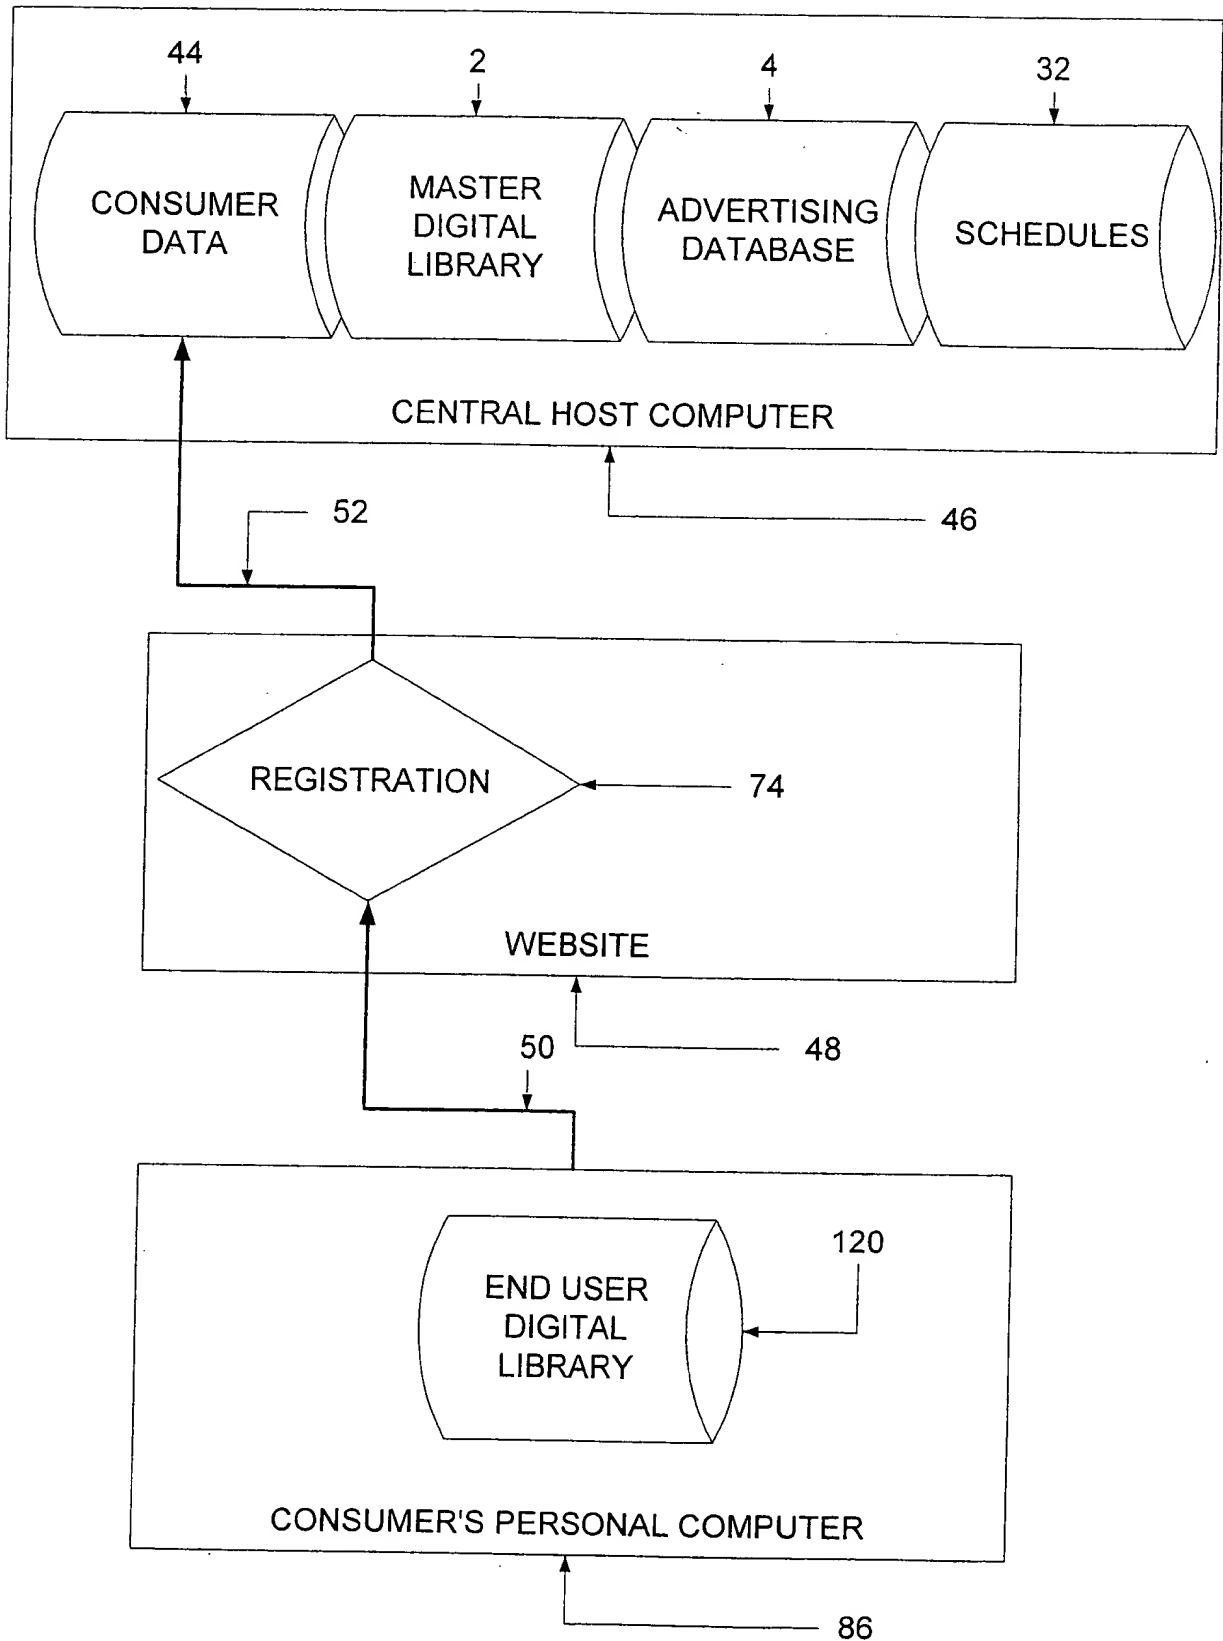 44
2
4
32
CONSUMER
DATA
MASTER
DIGITAL
LIBRARY
ADVERTISING
DATABASE
SCHEDULES
CENTRAL HOST COMPUTER
52
46
REGISTRATION
74
WEBSITE
50
48
120
END USER
DIGITAL
LIBRARY
CONSUMER'S PERSONAL COMPUTER
86